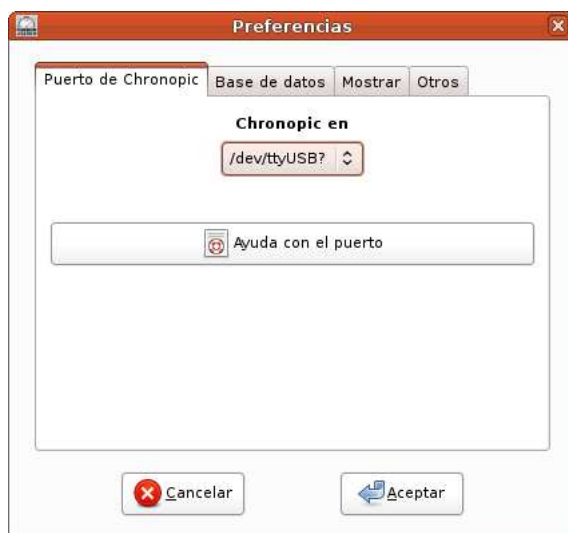 Preferencias
Puerto de Chronopic Base de datos Mostrar Otros
Chronopic en
/dev/ttyUSB?
Ayuda con el puerto
Cancelar Aceptar